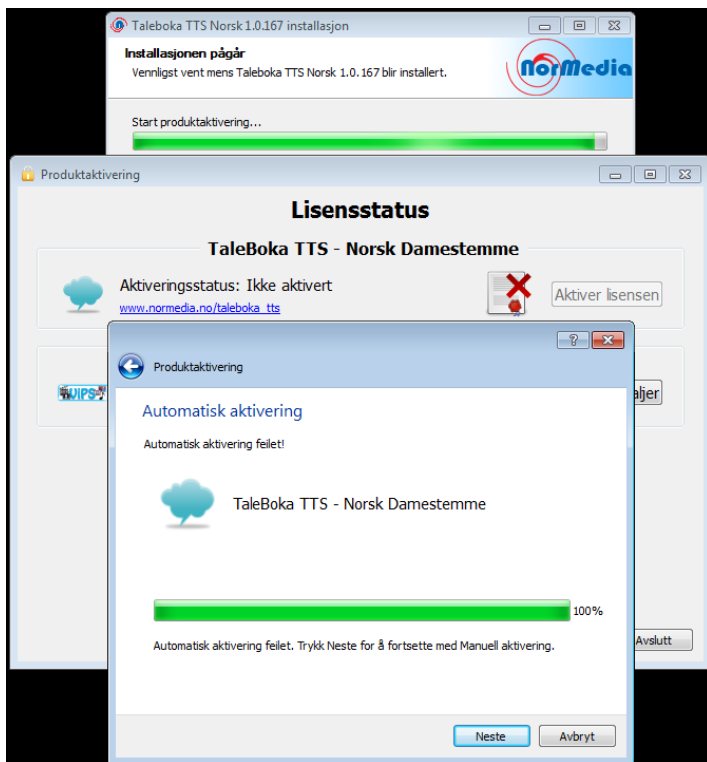 Taleboka TTS Norsk 1.0.167 installasjon
Installasjonen pågår
Vennligst vent mens Taleboka TTS Norsk 1.0.167 blir installert.
NorMedia
Start produktaktivering...
Produktaktivering
Lisensstatus
TaleBoka TTS - Norsk Damestemme
Aktiveringsstatus: Ikke aktivert
www.normedia.no/taleboka_tts
Aktiver lisensen
VIPS
aljer
Produktaktivering
Automatisk aktivering
Automatisk aktivering feilet!
TaleBoka TTS - Norsk Damestemme
100%
Automatisk aktivering feilet. Trykk Neste for å fortsette med Manuell aktivering.
Avslutt
Neste
Avbryt